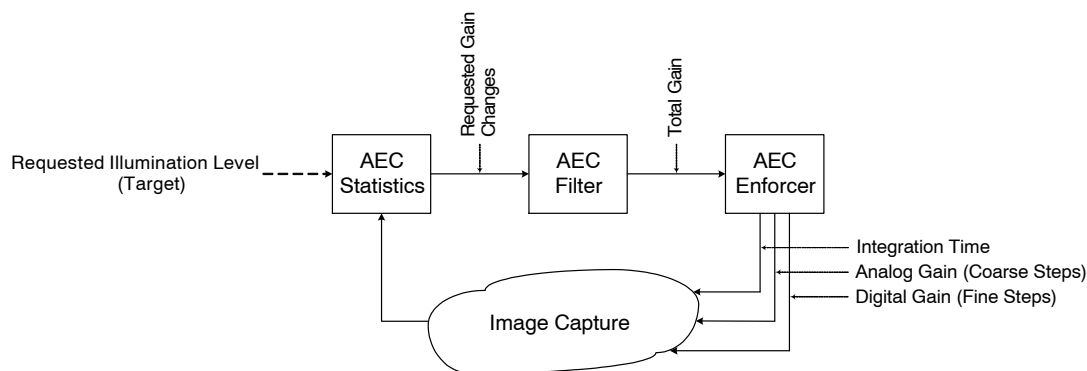 Requested Gain
Changes
Total Gain
Requested Illumination Level
(Target)
AEC
Statistics
AEC
Filter
AEC
Enforcer
Integration Time
Analog Gain (Coarse Steps)
Digital Gain (Fine Steps)
Image Capture